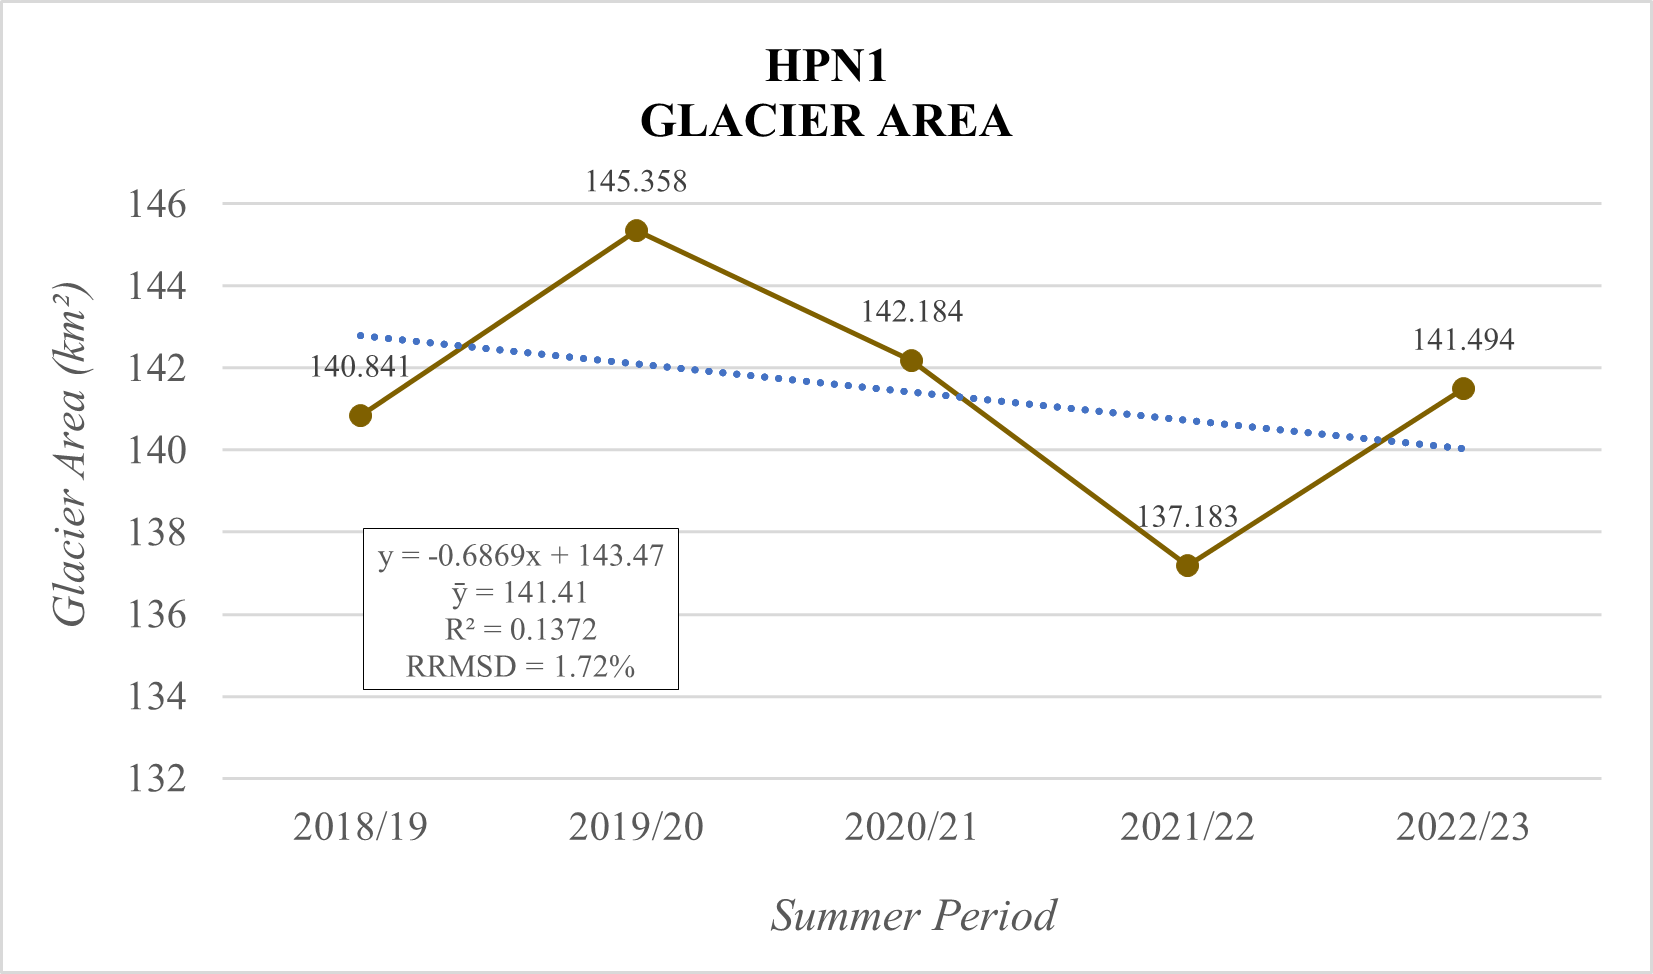 HPN1
GLACIER AREA
Glacier Area (km²)
146
144
142
140
138
136
134
132
140.841
145.358
142.184
137.183
141.494
y = -0.6869x + 143.47
ȳ = 141.41
R² = 0.1372
RRMSD = 1.72%
2018/19 2019/20 2020/21 2021/22 2022/23
Summer Period